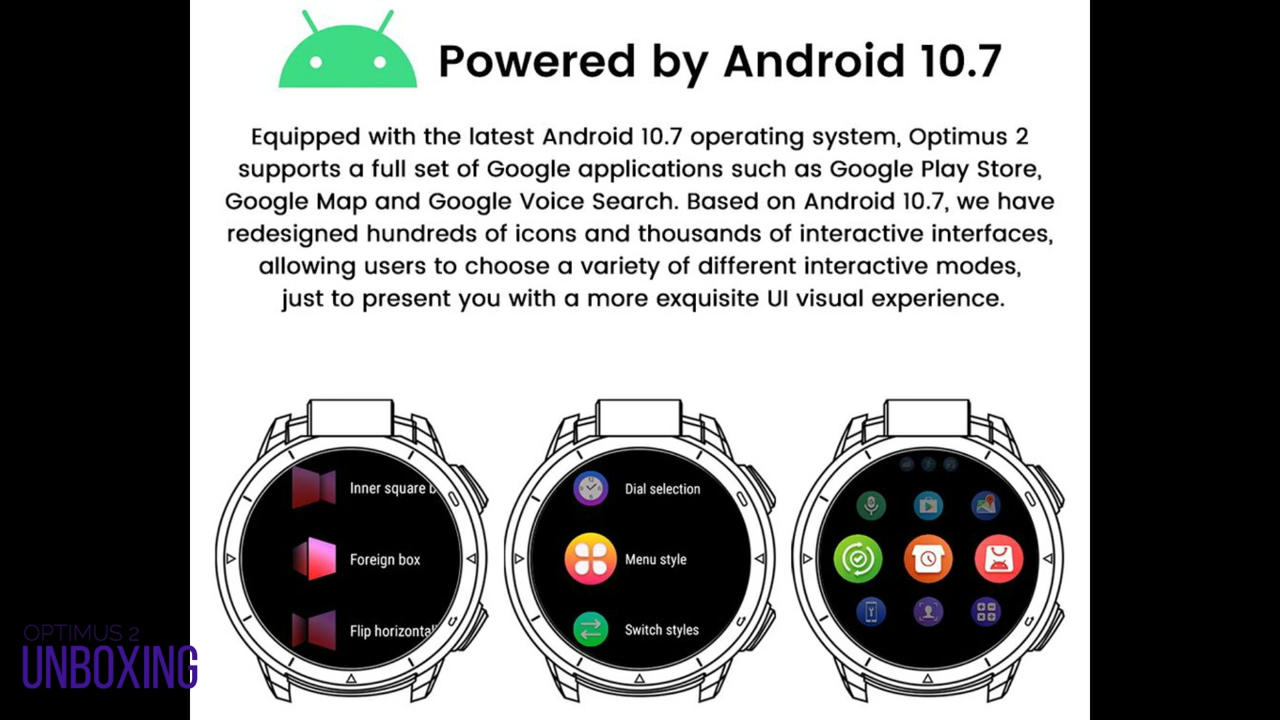 Powered by Android 10.7
Equipped with the latest Android 10.7 operating system, Optimus 2
supports a full set of Google applications such as Google Play Store,
Google Map and Google Voice Search. Based on Android 10.7, we have
redesigned hundreds of icons and thousands of interactive interfaces,
allowing users to choose a variety of different interactive modes,
just to present you with a more exquisite UI visual experience.
Inner square b
Foreign box
Flip horizontal
Dial selection
Menu style
Switch styles
OPTIMUS 2
UNBOXING